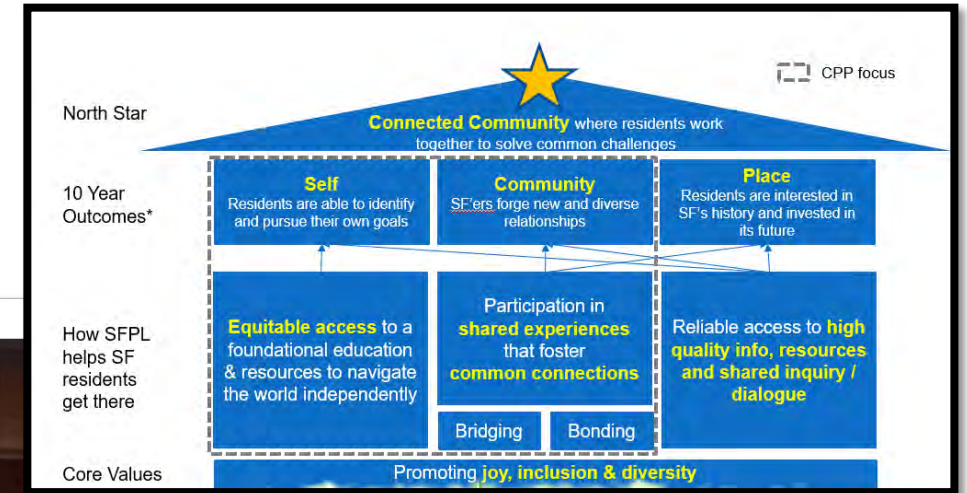 CPP focus
North Star
Connected Community where residents work
together to solve common challenges
10 Year
Outcomes*
Self
Residents are able to identify
and pursue their own goals
Community
SF'ers forge new and diverse
relationships
Place
Residents are interested in
SF's history and invested in
its future
How SFPL
helps SF
residents
get there
Equitable access to a
foundational education
& resources to navigate
the world independently
Participation in
shared experiences
that foster
common connections
Bridging
Bonding
Reliable access to high
quality info, resources
and shared inquiry /
dialogue
Core Values
Promoting joy, inclusion & diversity